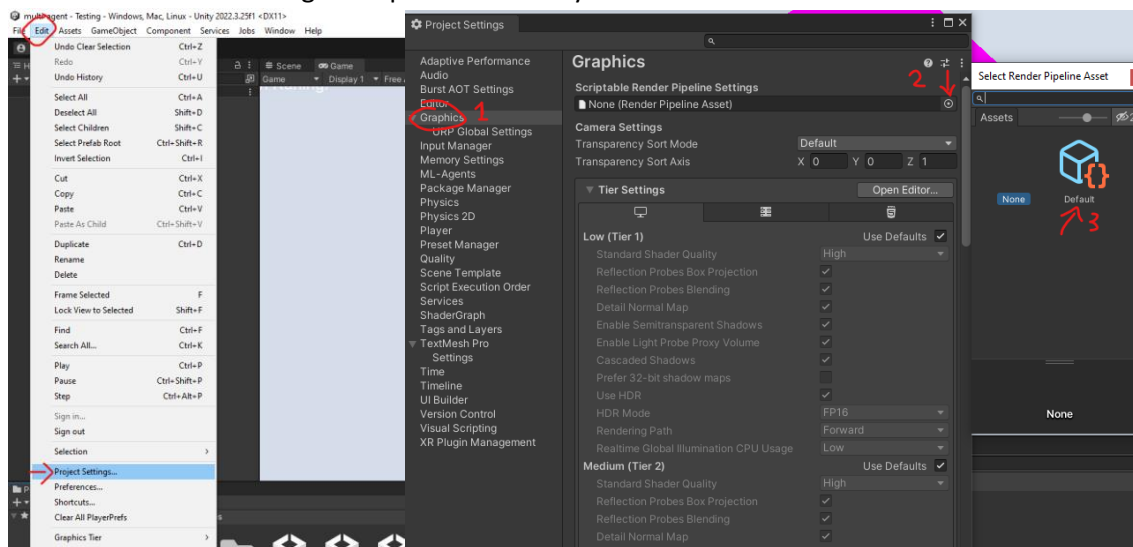 multiagent - Testing - Windows, Mac, Linux - Unity 2022.3.25f1 <DX11>
File Edit Assets GameObject Component Services Jobs Window Help
Undo Clear Selection Ctrl+Z
Redo Ctrl+Y
Undo History Ctrl+U
Select All Ctrl+A
Deselect All Shift+D
Select Children Shift+C
Select Prefab Root Ctrl+Shift+R
Invert Selection Ctrl+I
Cut Ctrl+X
Copy Ctrl+C
Paste Ctrl+V
Paste As Child Ctrl+Shift+V
Duplicate Ctrl+D
Rename
Delete
Frame Selected F
Lock View to Selected Shift+F
Find Ctrl+F
Search All... Ctrl+K
Play Ctrl+P
Pause Ctrl+Shift+P
Step Ctrl+Alt+P
Sign in...
Sign out
Selection >
Project Settings...
Preferences...
Shortcuts...
Clear All PlayerPrefs
Graphics Tier >
Scene Game
Game Display 1 Free
Project Settings
Adaptive Performance
Audio
Burst AOT Settings
Editor
Graphics 1
URP Global Settings
Input Manager
Memory Settings
ML-Agents
Package Manager
Physics
Physics 2D
Player
Preset Manager
Quality
Scene Template
Script Execution Order
Services
ShaderGraph
Tags and Layers
TextMesh Pro
Settings
Time
Timeline
UI Builder
Version Control
Visual Scripting
XR Plugin Management
Graphics
2
Scriptable Render Pipeline Settings
None (Render Pipeline Asset)
Camera Settings
Transparency Sort Mode Default
Transparency Sort Axis X 0 Y 0 Z 1
Tier Settings Open Editor...
Low (Tier 1) Use Defaults
Standard Shader Quality High
Reflection Probes Box Projection
Reflection Probes Blending
Detail Normal Map
Enable Semitransparent Shadows
Enable Light Probe Proxy Volume
Cascaded Shadows
Prefer 32-bit shadow maps
Use HDR
HDR Mode FP16
Rendering Path Forward
Realtime Global Illumination CPU Usage Low
Medium (Tier 2) Use Defaults
Standard Shader Quality High
Reflection Probes Box Projection
Reflection Probes Blending
Detail Normal Map
Select Render Pipeline Asset
Assets
None Default
3
None